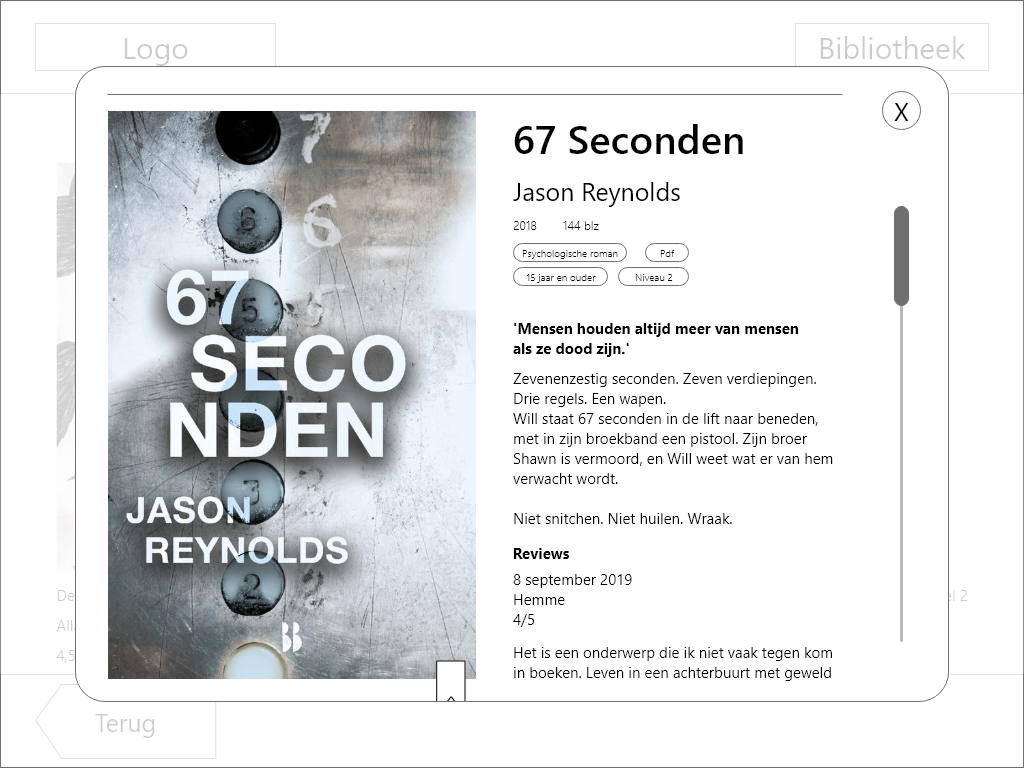 Logo
Bibliotheek
X
7
6
5
3
2
67
SECO
NDEN
JASON
REYNOLDS
67 Seconden
Jason Reynolds
2018 144 blz
Psychologische roman Pdf
15 jaar en ouder Niveau 2
'Mensen houden altijd meer van mensen
als ze dood zijn.'
Zevenenzestig seconden. Zeven verdiepingen.
Drie regels. Een wapen.
Will staat 67 seconden in de lift naar beneden,
met in zijn broekband een pistool. Zijn broer
Shawn is vermoord, en Will weet wat er van hem
verwacht wordt.
Niet snitchen. Niet huilen. Wraak.
Reviews
8 september 2019
Hemme
4/5
Het is een onderwerp die ik niet vaak tegen kom
in boeken. Leven in een achterbuurt met geweld
De
Alla
4,5
el 2
Terug